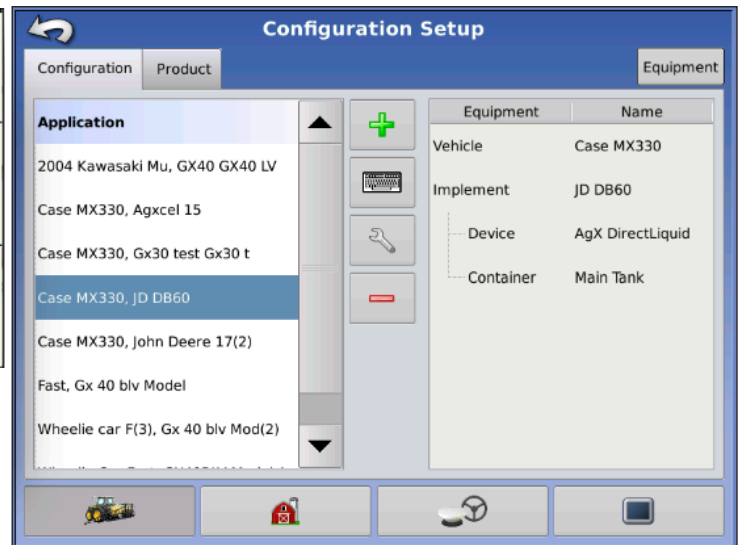 Configuration Setup
Configuration
Product
Equipment
Application
2004 Kawasaki Mu, GX40 GX40 LV
Case MX330, Agxcel 15
Case MX330, Gx30 test Gx30 t
Case MX330, JD DB60
Case MX330, John Deere 17(2)
Fast, Gx 40 blv Model
Wheelie car F(3), Gx 40 blv Mod(2)
Equipment Name
Vehicle Case MX330
Implement JD DB60
Device AgX DirectLiquid
Container Main Tank